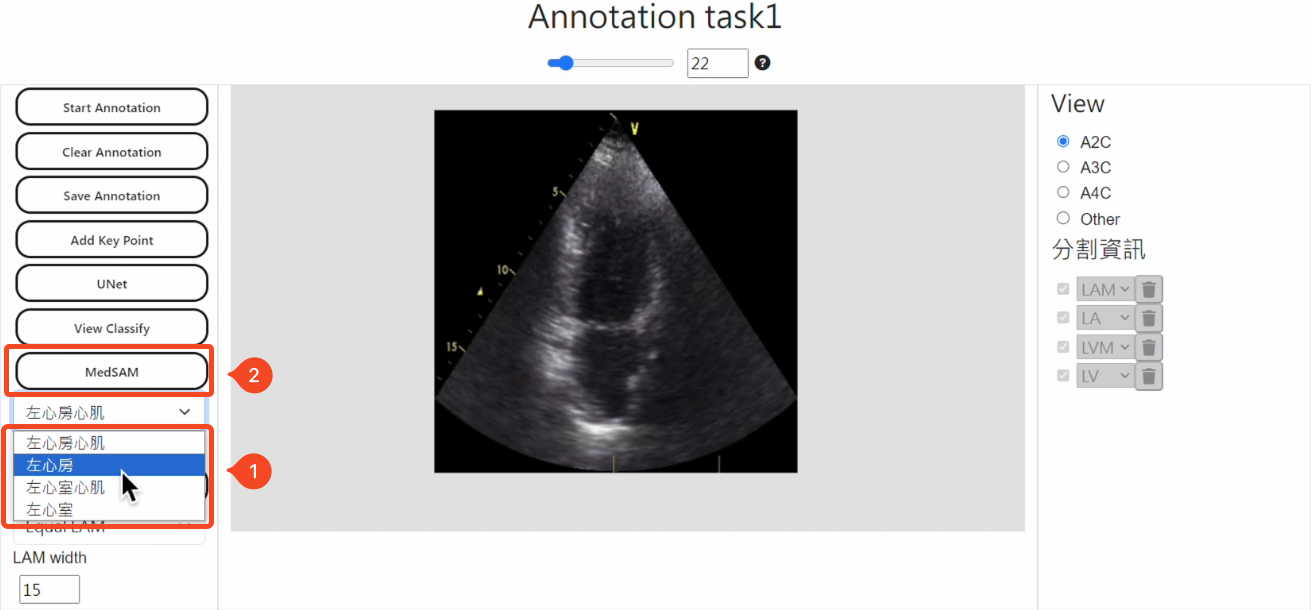 Annotation task1
22
?
Start Annotation
Clear Annotation
Save Annotation
Add Key Point
UNet
View Classify
MedSAM
2
左心房心肌
左心房心肌
左心房
左心室心肌
左心室
1
Equal LAM
LAM width
15
V
5
10
15
View
A2C
A3C
A4C
Other
分割資訊
LAM
LA
LVM
LV